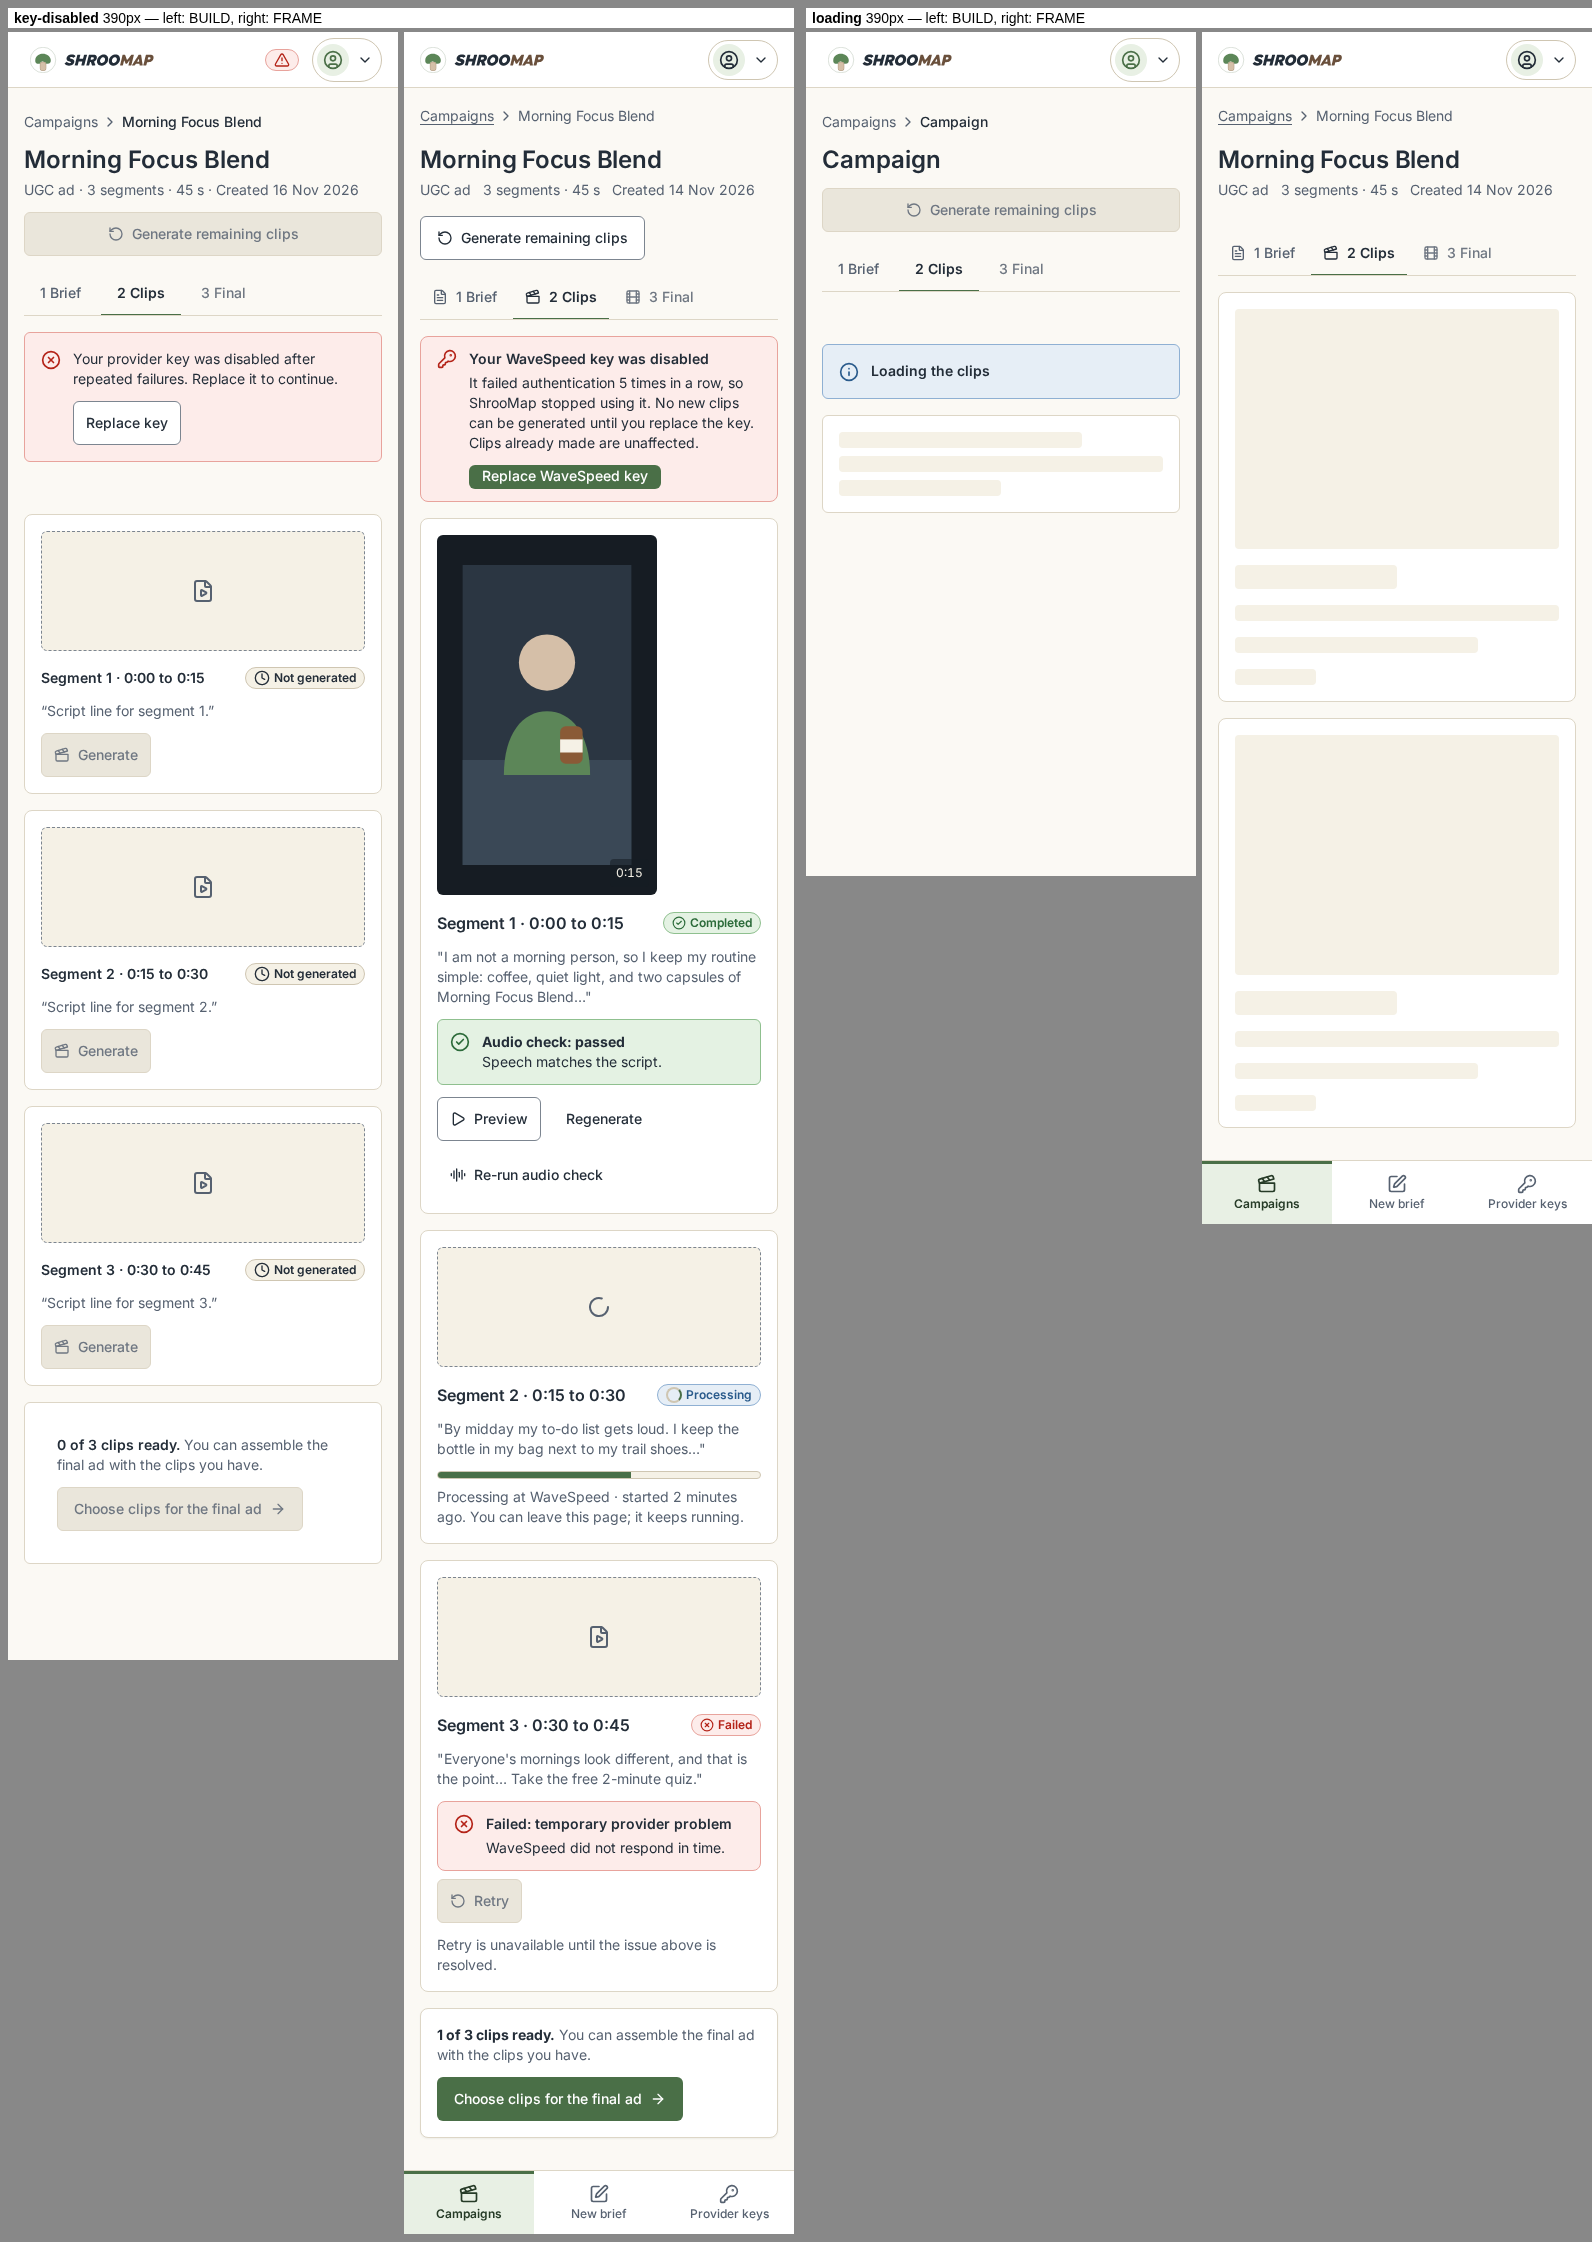 key-disabled 390px — left: BUILD, right: FRAME
SHROOMAP
Campaigns > Morning Focus Blend
Morning Focus Blend
UGC ad · 3 segments · 45 s · Created 16 Nov 2026
Generate remaining clips
1 Brief 2 Clips 3 Final
Your provider key was disabled after
repeated failures. Replace it to continue.
Replace key
Segment 1 · 0:00 to 0:15 Not generated
“Script line for segment 1.”
Generate
Segment 2 · 0:15 to 0:30 Not generated
“Script line for segment 2.”
Generate
Segment 3 · 0:30 to 0:45 Not generated
“Script line for segment 3.”
Generate
0 of 3 clips ready. You can assemble the
final ad with the clips you have.
Choose clips for the final ad
SHROOMAP
Campaigns > Morning Focus Blend
Morning Focus Blend
UGC ad 3 segments · 45 s Created 14 Nov 2026
Generate remaining clips
1 Brief 2 Clips 3 Final
Your WaveSpeed key was disabled
It failed authentication 5 times in a row, so
ShrooMap stopped using it. No new clips
can be generated until you replace the key.
Clips already made are unaffected.
Replace WaveSpeed key
0:15
Segment 1 · 0:00 to 0:15 Completed
"I am not a morning person, so I keep my routine
simple: coffee, quiet light, and two capsules of
Morning Focus Blend..."
Audio check: passed
Speech matches the script.
Preview Regenerate
Re-run audio check
Segment 2 · 0:15 to 0:30 Processing
"By midday my to-do list gets loud. I keep the
bottle in my bag next to my trail shoes..."
Processing at WaveSpeed · started 2 minutes
ago. You can leave this page; it keeps running.
Segment 3 · 0:30 to 0:45 Failed
"Everyone's mornings look different, and that is
the point... Take the free 2-minute quiz."
Failed: temporary provider problem
WaveSpeed did not respond in time.
Retry
Retry is unavailable until the issue above is
resolved.
1 of 3 clips ready. You can assemble the final ad
with the clips you have.
Choose clips for the final ad
Campaigns New brief Provider keys
loading 390px — left: BUILD, right: FRAME
SHROOMAP
Campaigns > Campaign
Campaign
Generate remaining clips
1 Brief 2 Clips 3 Final
Loading the clips
SHROOMAP
Campaigns > Morning Focus Blend
Morning Focus Blend
UGC ad 3 segments · 45 s Created 14 Nov 2026
1 Brief 2 Clips 3 Final
Campaigns New brief Provider keys